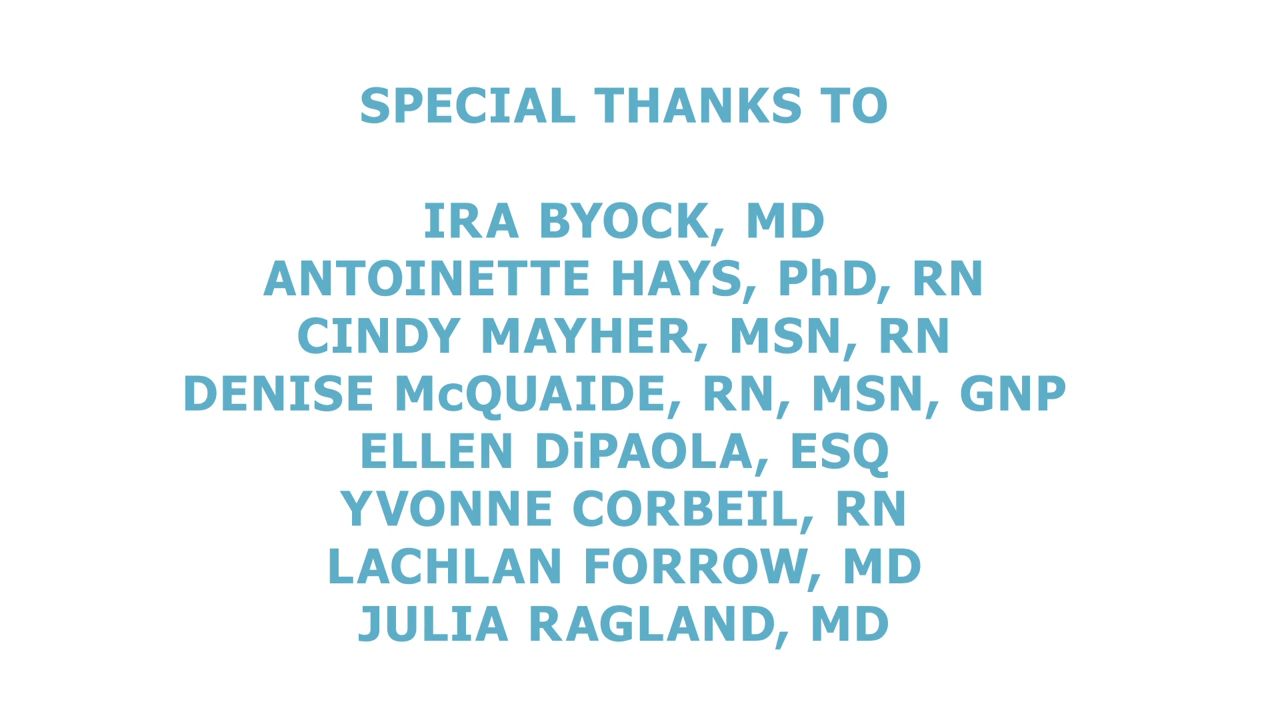 SPECIAL THANKS TO
IRA BYOCK, MD
ANTOINETTE HAYS, PhD, RN
CINDY MAYHER, MSN, RN
DENISE McQUAIDE, RN, MSN, GNP
ELLEN DiPAOLA, ESQ
YVONNE CORBEIL, RN
LACHLAN FORROW, MD
JULIA RAGLAND, MD